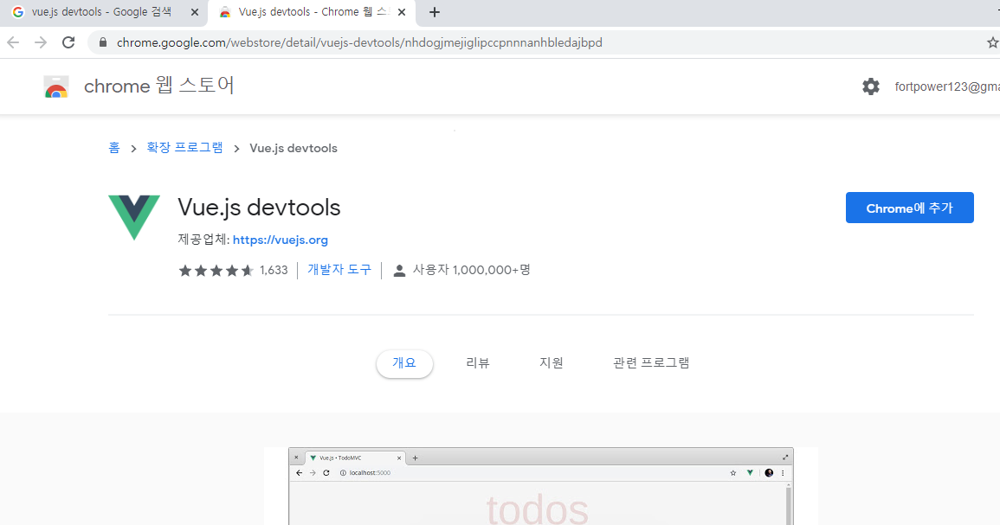 vue.js devtools - Google 검색
Vue.js devtools - Chrome 웹 스
chrome.google.com/webstore/detail/vuejs-devtools/nhdogjmejiglipccpnnnanhbledajbpd
chrome 웹 스토어
fortpower123@gma
홈 > 확장 프로그램 > Vue.js devtools
Vue.js devtools
Chrome에 추가
제공업체: https://vuejs.org
1,633 개발자 도구 사용자 1,000,000+명
개요 리뷰 지원 관련 프로그램
Vue.js • TodoMVC
localhost:5000
todos